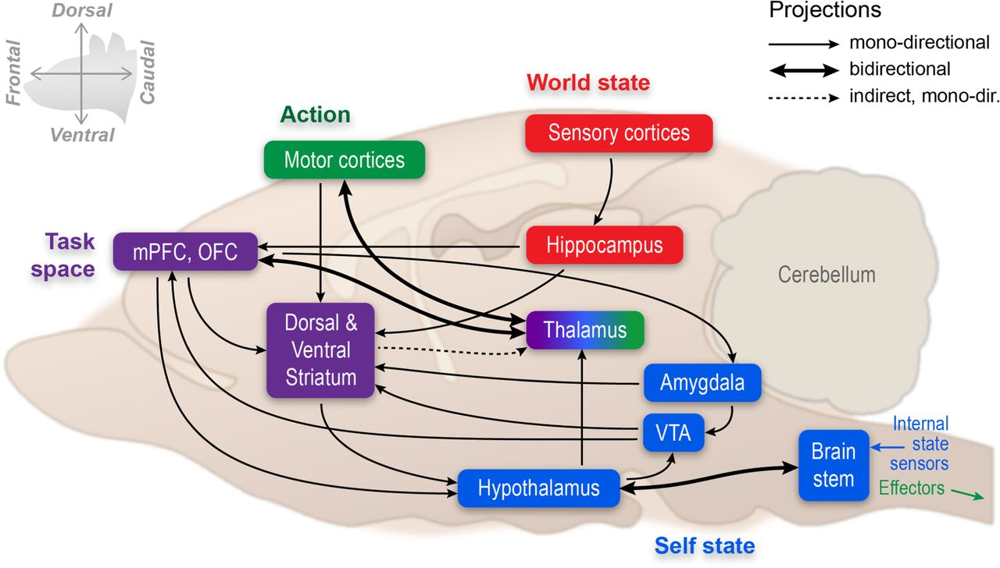 Dorsal
Frontal
Caudal
Ventral
Projections
mono-directional
bidirectional
indirect, mono-dir.
World state
Action
Sensory cortices
Motor cortices
Task
space
mPFC, OFC
Hippocampus
Cerebellum
Dorsal &
Ventral
Striatum
Thalamus
Amygdala
VTA
Brain
stem
Internal
state
sensors
Effectors
Hypothalamus
Self state